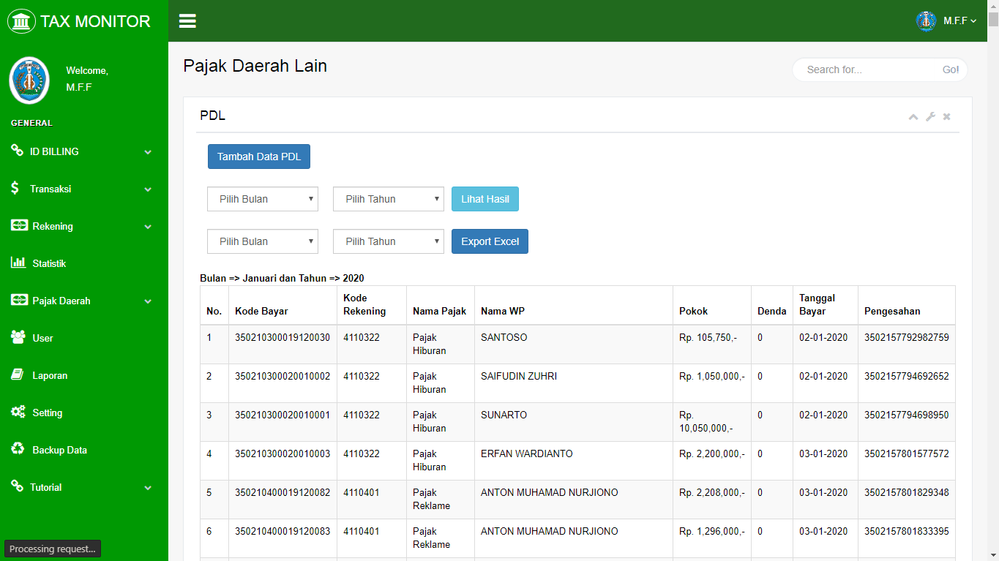 TAX MONITOR
M.F.F
Welcome,
M.F.F
GENERAL
ID BILLING
Transaksi
Rekening
Statistik
Pajak Daerah
User
Laporan
Setting
Backup Data
Tutorial
Processing request...
Pajak Daerah Lain
Search for...
Go!
PDL
Tambah Data PDL
Pilih Bulan Pilih Tahun Lihat Hasil
Pilih Bulan Pilih Tahun Export Excel
Bulan => Januari dan Tahun => 2020
No. Kode Bayar Kode Rekening Nama Pajak Nama WP Pokok Denda Tanggal Bayar Pengesahan
1 350210300019120030 4110322 Pajak Hiburan SANTOSO Rp. 105,750,- 0 02-01-2020 3502157792982759
2 350210300020010002 4110322 Pajak Hiburan SAIFUDIN ZUHRI Rp. 1,050,000,- 0 02-01-2020 3502157794692652
3 350210300020010001 4110322 Pajak Hiburan SUNARTO Rp. 10,050,000,- 0 02-01-2020 3502157794698950
4 350210300020010003 4110322 Pajak Hiburan ERFAN WARDIANTO Rp. 2,200,000,- 0 03-01-2020 3502157801577572
5 350210400019120082 4110401 Pajak Reklame ANTON MUHAMAD NURJIONO Rp. 2,208,000,- 0 03-01-2020 3502157801829348
6 350210400019120083 4110401 Pajak Reklame ANTON MUHAMAD NURJIONO Rp. 1,296,000,- 0 03-01-2020 3502157801833395